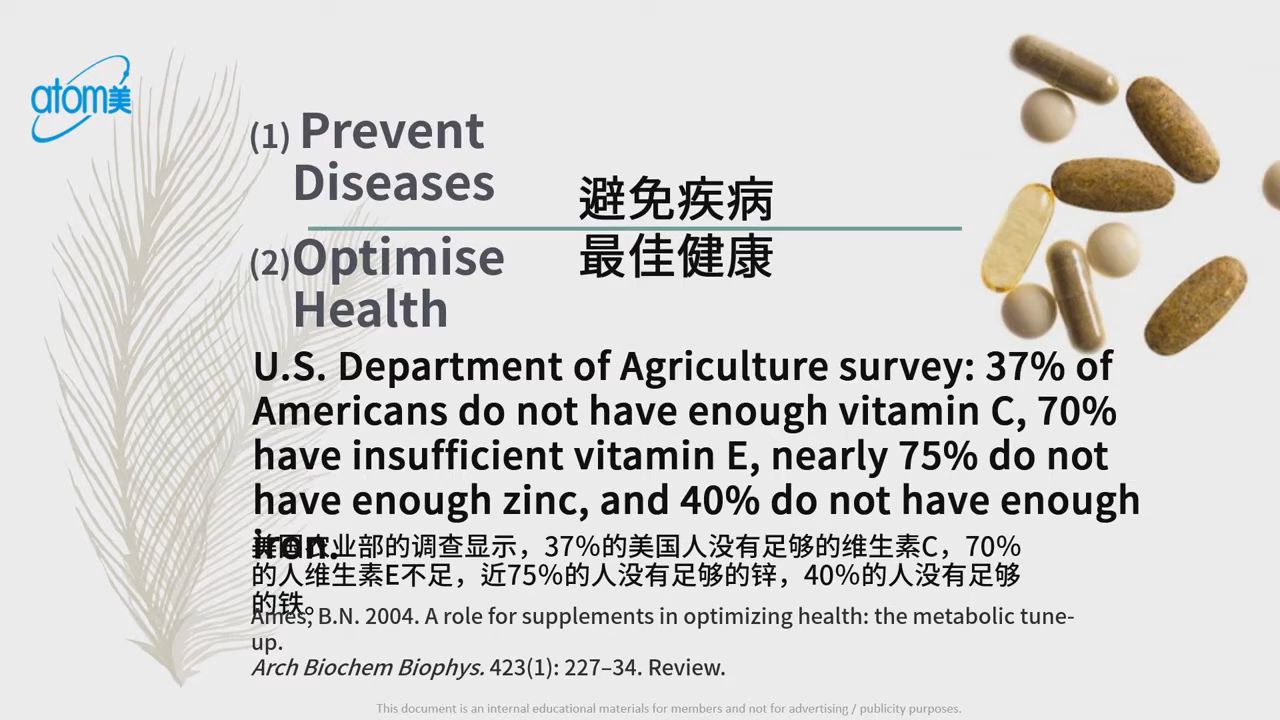 atom美
(1) Prevent
Diseases
避免疾病
(2)Optimise
Health
最佳健康
U.S. Department of Agriculture survey: 37% of
Americans do not have enough vitamin C, 70%
have insufficient vitamin E, nearly 75% do not
have enough zinc, and 40% do not have enough
iron.
美国农业部的调查显示，37%的美国人没有足够的维生素C，70%
的人维生素E不足，近75%的人没有足够的锌，40%的人没有足够
的铁。
Ames, B.N. 2004. A role for supplements in optimizing health: the metabolic tune-
up.
Arch Biochem Biophys. 423(1): 227–34. Review.
This document is an internal educational materials for members and not for advertising / publicity purposes.